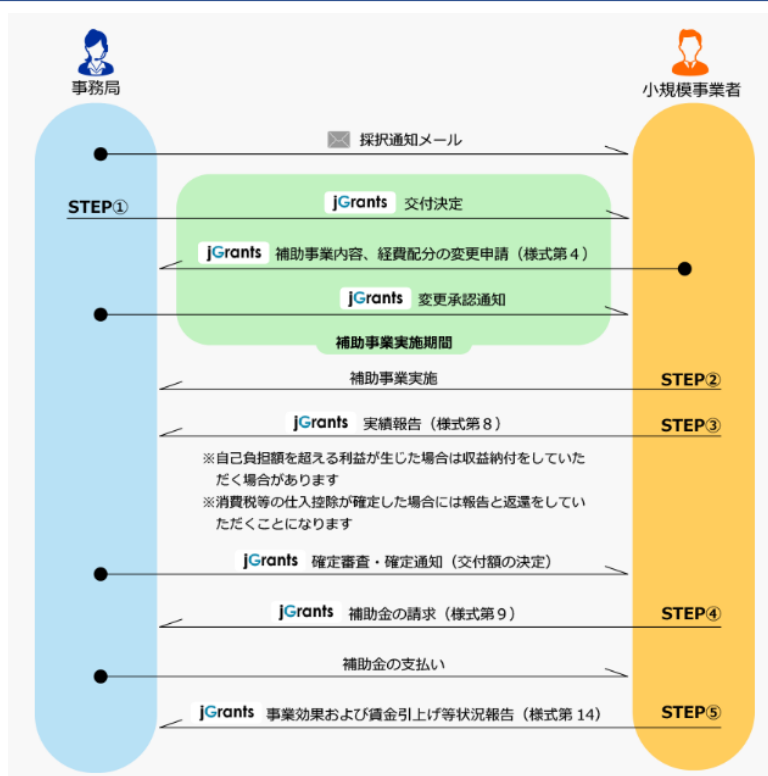 事務局
小規模事業者
採択通知メール
STEP①
jGrants 交付決定
jGrants 補助事業内容、経費配分の変更申請（様式第４）
jGrants 変更承認通知
補助事業実施期間
補助事業実施
STEP②
jGrants 実績報告（様式第８）
STEP③
※自己負担額を超える利益が生じた場合は収益納付をしていた
だく場合があります
※消費税等の仕入控除が確定した場合には報告と返還をしてい
ただくことになります
jGrants 確定審査・確定通知（交付額の決定）
jGrants 補助金の請求（様式第９）
STEP④
補助金の支払い
jGrants 事業効果および賃金引上げ等状況報告（様式第 14）
STEP⑤